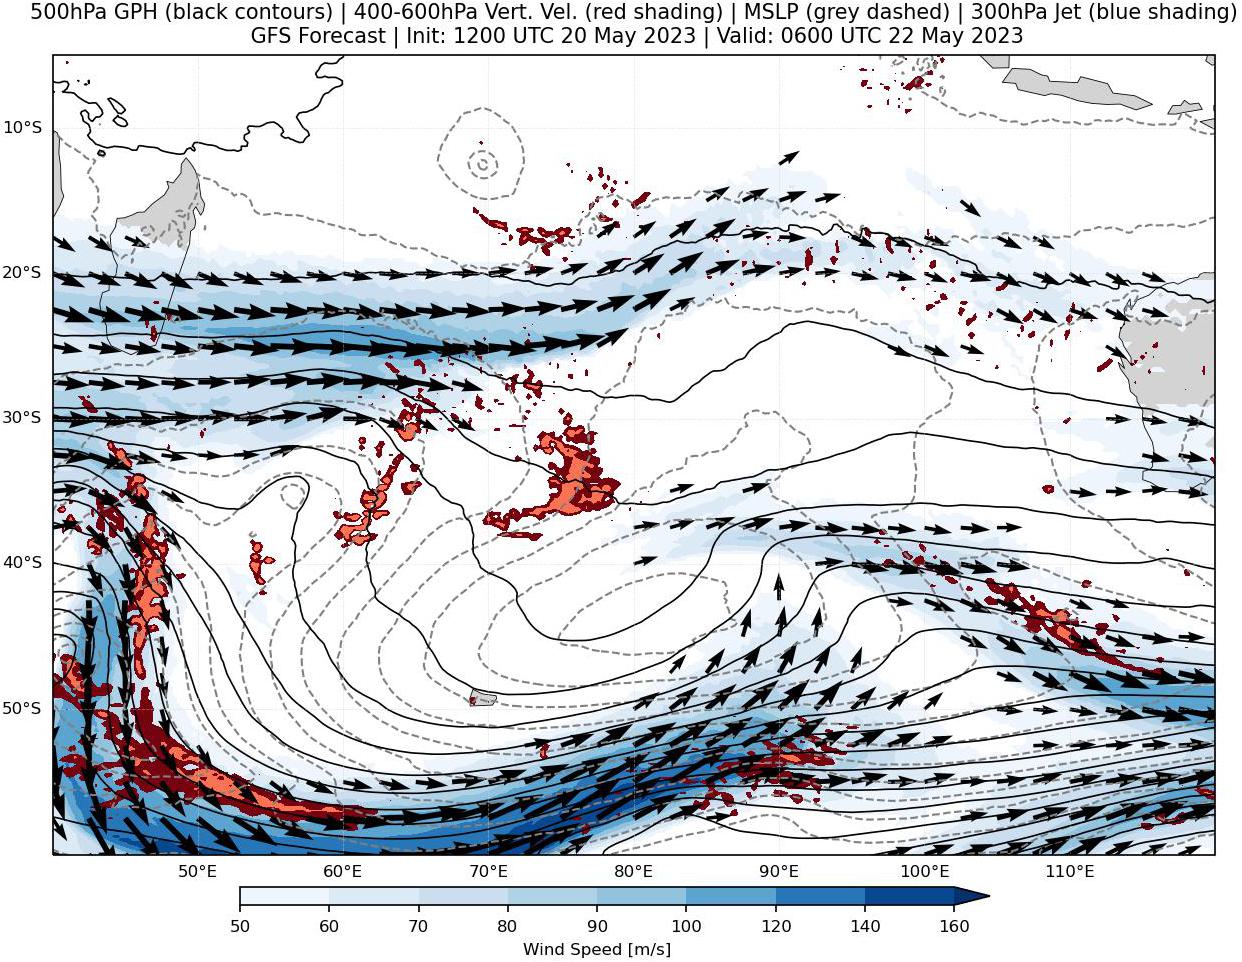 500hPa GPH (black contours) | 400-600hPa Vert. Vel. (red shading) | MSLP (grey dashed) | 300hPa Jet (blue shading)
GFS Forecast | Init: 1200 UTC 20 May 2023 | Valid: 0600 UTC 22 May 2023
10°S
20°S
30°S
40°S
50°S
50°E 60°E 70°E 80°E 90°E 100°E 110°E
50 60 70 80 90 100 120 140 160
Wind Speed [m/s]